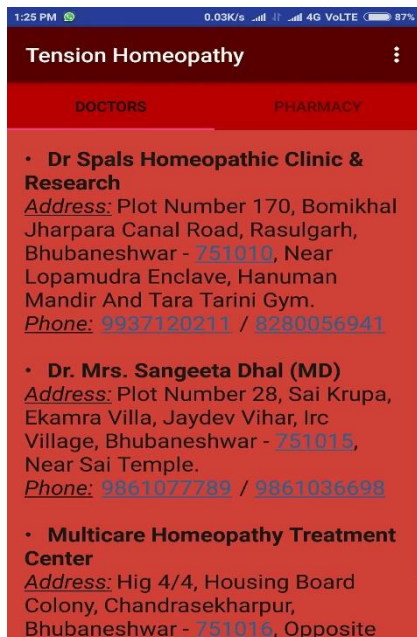 1:25 PM 0.03K/s 4G VoLTE 87%
Tension Homeopathy
DOCTORS PHARMACY
• Dr Spals Homeopathic Clinic &
Research
Address: Plot Number 170, Bomikhal
Jharpara Canal Road, Rasulgarh,
Bhubaneshwar - 751010, Near
Lopamudra Enclave, Hanuman
Mandir And Tara Tarini Gym.
Phone: 9937120211 / 8280056941
• Dr. Mrs. Sangeeta Dhal (MD)
Address: Plot Number 28, Sai Krupa,
Ekamra Villa, Jaydev Vihar, Irc
Village, Bhubaneshwar - 751015,
Near Sai Temple.
Phone: 9861077789 / 9861036698
• Multicare Homeopathy Treatment
Center
Address: Hig 4/4, Housing Board
Colony, Chandrasekharpur,
Bhubaneshwar - 751016, Opposite